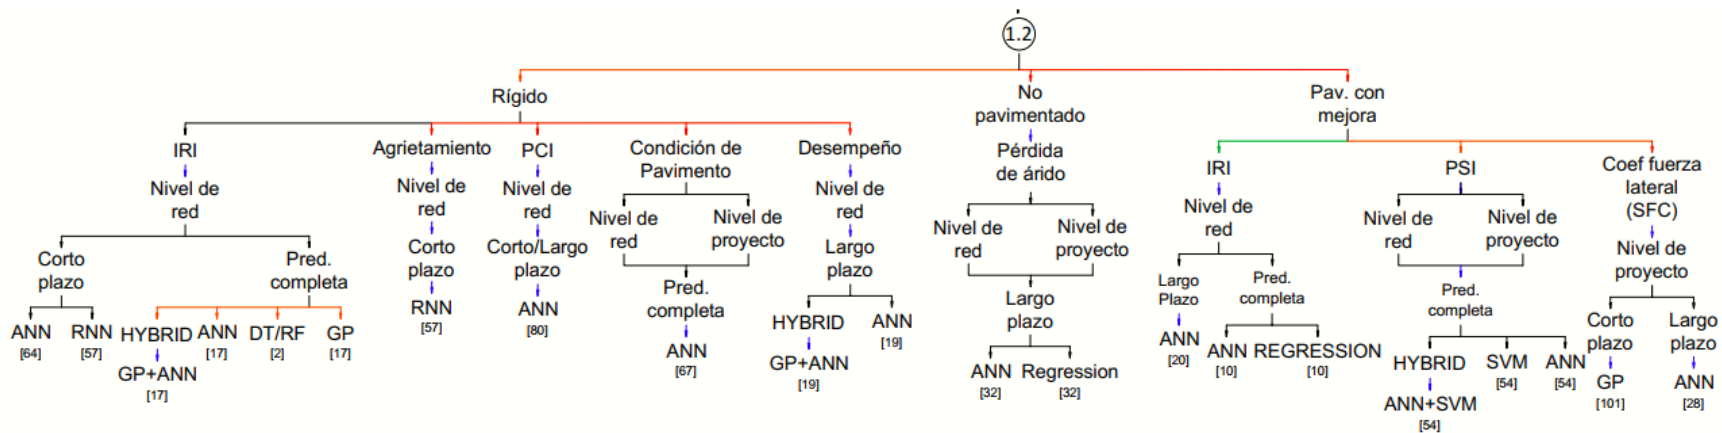 1.2
Rígido
No
pavimentado
Pav. con
mejora
IRI
Agrietamiento
PCI
Condición de
Pavimento
Desempeño
Pérdida
de árido
IRI
PSI
Coef fuerza
lateral
(SFC)
Nivel de
red
Nivel de
red
Nivel de
red
Nivel de
red
Nivel de
proyecto
Nivel de
red
Nivel de
red
Nivel de
proyecto
Nivel de
red
Nivel de
red
Nivel de
proyecto
Nivel de
proyecto
Corto
plazo
Pred.
completa
Corto
plazo
Corto/Largo
plazo
Pred.
completa
Largo
plazo
Largo
plazo
Largo
Plazo
Pred.
completa
Pred.
completa
Corto
plazo
Largo
plazo
ANN
[64]
RNN
[57]
HYBRID
GP+ANN
[17]
ANN
[17]
DT/RF
[2]
GP
[17]
RNN
[57]
ANN
[80]
ANN
[67]
HYBRID
GP+ANN
[19]
ANN
[19]
ANN
[32]
Regression
[32]
ANN
[20]
ANN
[10]
REGRESSION
[10]
HYBRID
ANN+SVM
[54]
SVM
[54]
ANN
[54]
GP
[101]
ANN
[28]